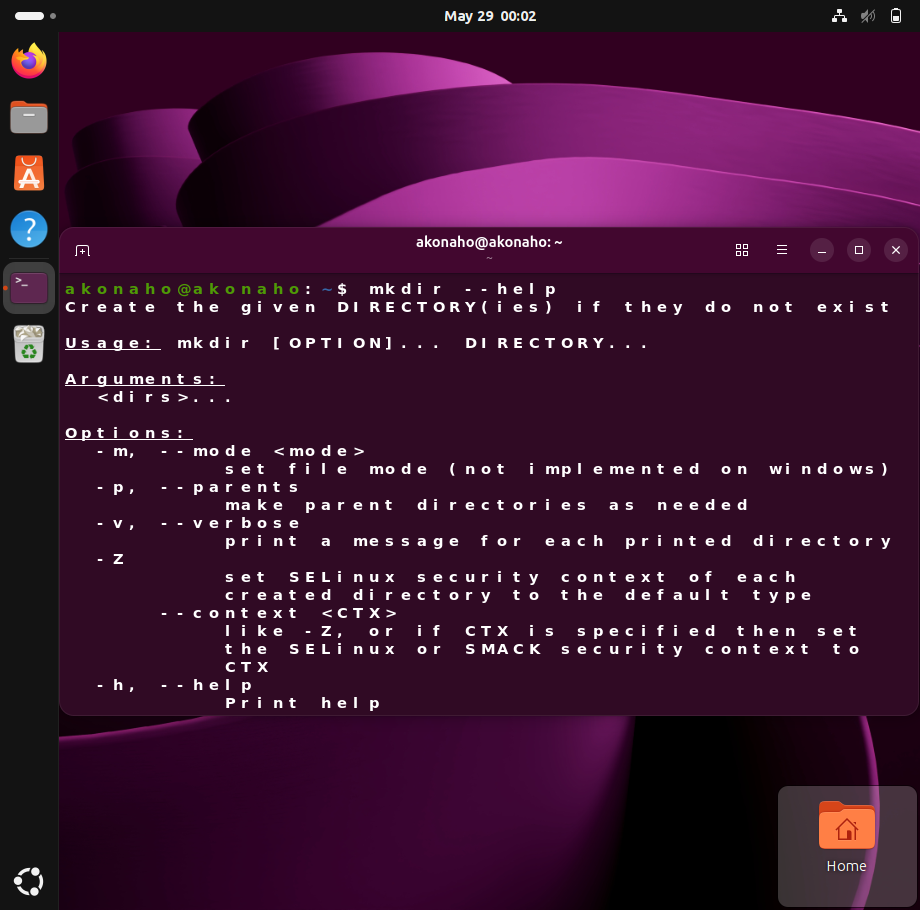 May 29 00:02
akonaho@akonaho: ~
~
akonaho@akonaho:~$ mkdir --help
Create the given DIRECTORY(ies) if they do not exist
Usage: mkdir [OPTION]... DIRECTORY...
Arguments:
<dirs>...
Options:
-m, --mode <mode>
set file mode (not implemented on windows)
-p, --parents
make parent directories as needed
-v, --verbose
print a message for each printed directory
-Z
set SELinux security context of each
created directory to the default type
--context <CTX>
like -Z, or if CTX is specified then set
the SELinux or SMACK security context to
CTX
-h, --help
Print help
Home